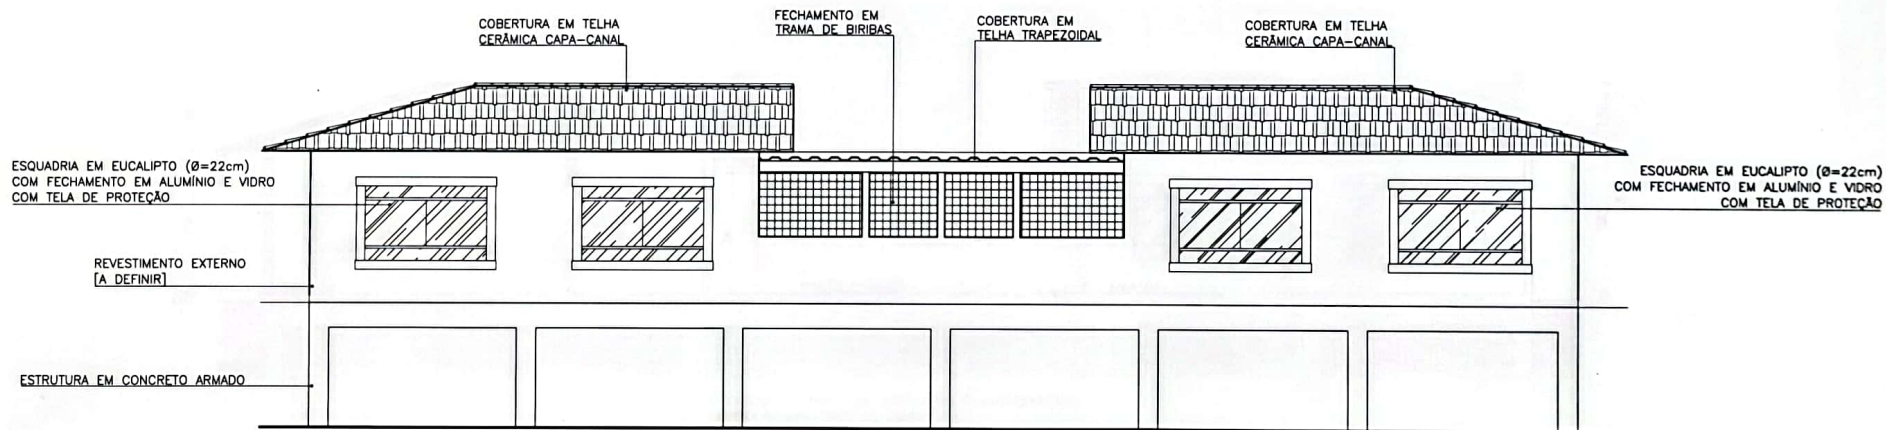 COBERTURA EM TELHA
CERÂMICA CAPA-CANAL
FECHAMENTO EM
TRAMA DE BIRIBAS
COBERTURA EM
TELHA TRAPEZOIDAL
COBERTURA EM TELHA
CERÂMICA CAPA-CANAL
ESQUADRIA EM EUCALIPTO (Ø=22cm)
COM FECHAMENTO EM ALUMÍNIO E VIDRO
COM TELA DE PROTEÇÃO
ESQUADRIA EM EUCALIPTO (Ø=22cm)
COM FECHAMENTO EM ALUMÍNIO E VIDRO
COM TELA DE PROTEÇÃO
REVESTIMENTO EXTERNO
[A DEFINIR]
ESTRUTURA EM CONCRETO ARMADO